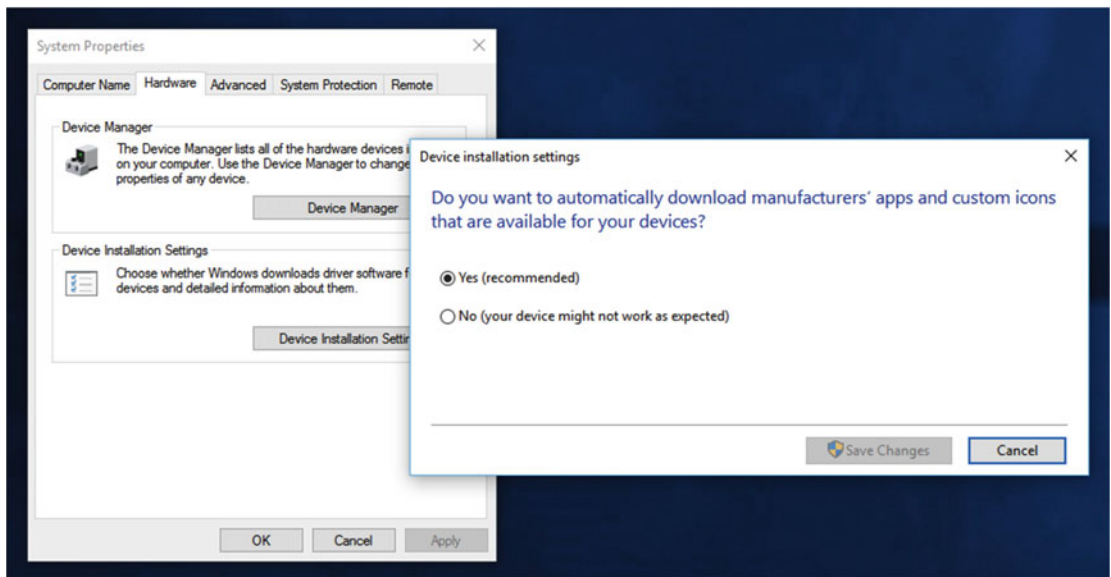 System Properties
Computer Name Hardware Advanced System Protection Remote
Device Manager
The Device Manager lists all of the hardware devices
on your computer. Use the Device Manager to change
properties of any device.
Device Manager
Device Installation Settings
Choose whether Windows downloads driver software
devices and detailed information about them.
Device Installation
OK Cancel Apply
Device installation settings
Do you want to automatically download manufacturers' apps and custom icons
that are available for your devices?
Yes (recommended)
No (your device might not work as expected)
Save Changes Cancel